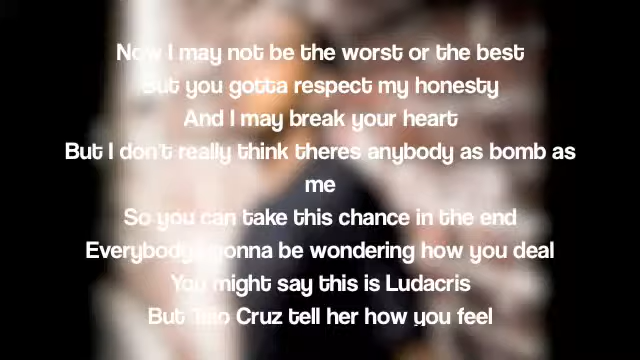 Now I may not be the worst or the best
But you gotta respect my honesty
And I may break your heart
But I don't really think theres anybody as bomb as
me
So you can take this chance in the end
Everybodys gonna be wondering how you deal
You might say this is Ludacris
But Taio Cruz tell her how you feel